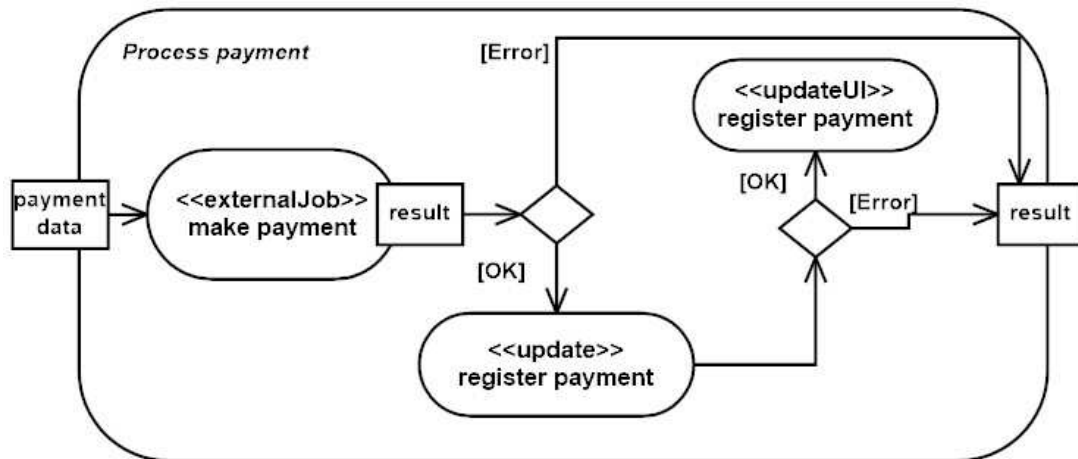 Process payment
[Error]
<<updateUI>>
register payment
payment
data
<<externalJob>>
make payment
result
[OK]
[Error]
result
[OK]
<<update>>
register payment